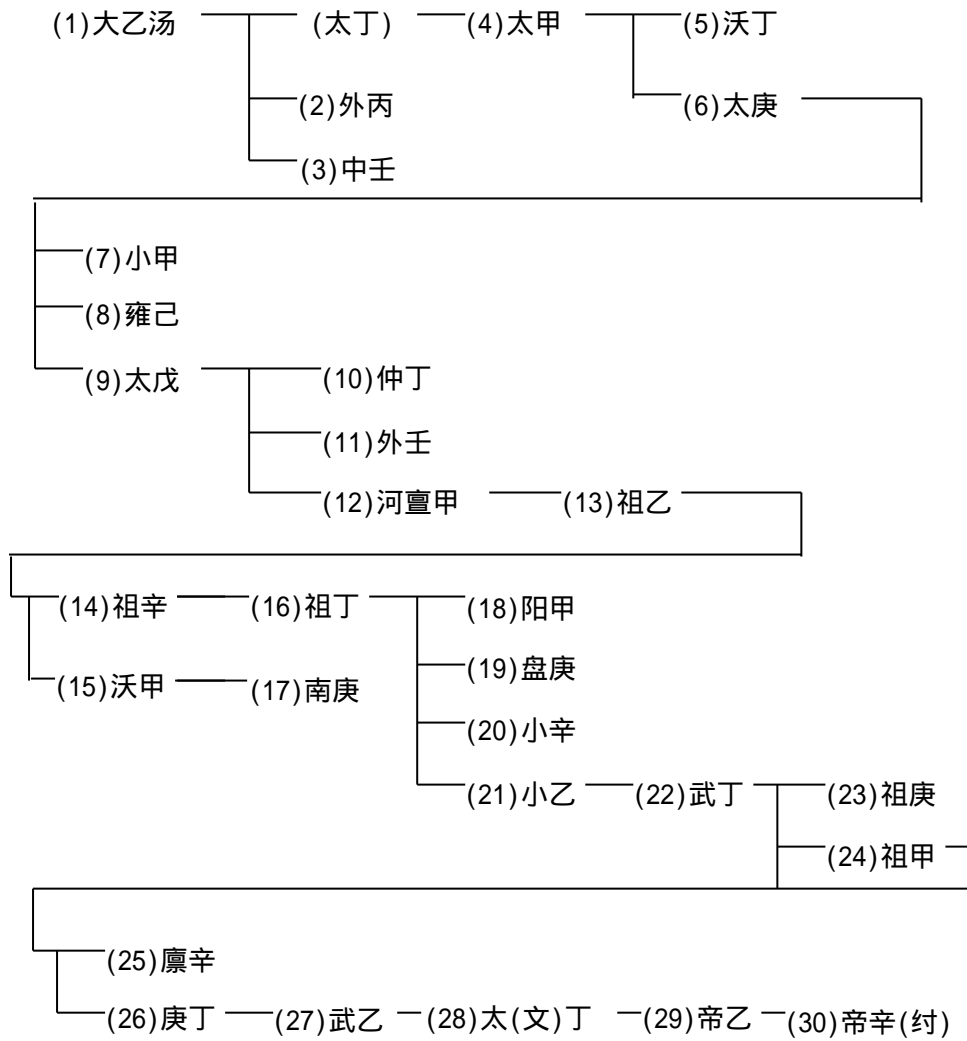 (1)大乙汤 (太丁) (4)太甲 (5)沃丁
(2)外丙 (6)太庚
(3)中壬
(7)小甲
(8)雍己
(9)太戊 (10)仲丁
(11)外壬
(12)河亶甲 (13)祖乙
(14)祖辛 (16)祖丁 (18)阳甲
(15)沃甲 (17)南庚 (19)盘庚
(20)小辛
(21)小乙 (22)武丁 (23)祖庚
(24)祖甲
(25)廪辛
(26)庚丁 (27)武乙 (28)太(文)丁 (29)帝乙 (30)帝辛(纣)